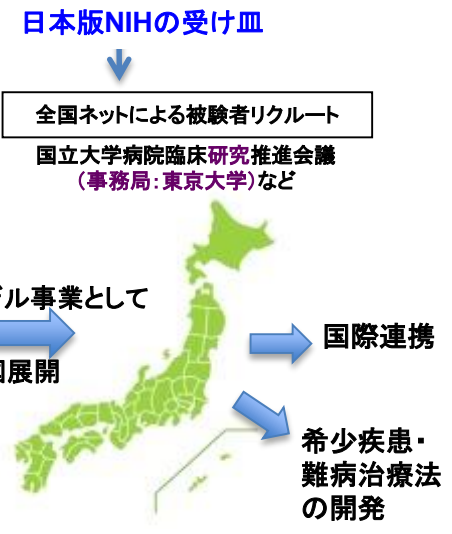 日本版NIHの受け皿
全国ネットによる被験者リクルート
国立大学病院臨床研究推進会議
（事務局：東京大学）など
ル事業として
展開
国際連携
希少疾患・
難病治療法
の開発